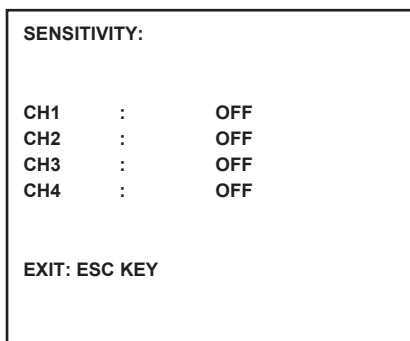 SENSITIVITY:
CH1 : OFF
CH2 : OFF
CH3 : OFF
CH4 : OFF
EXIT: ESC KEY